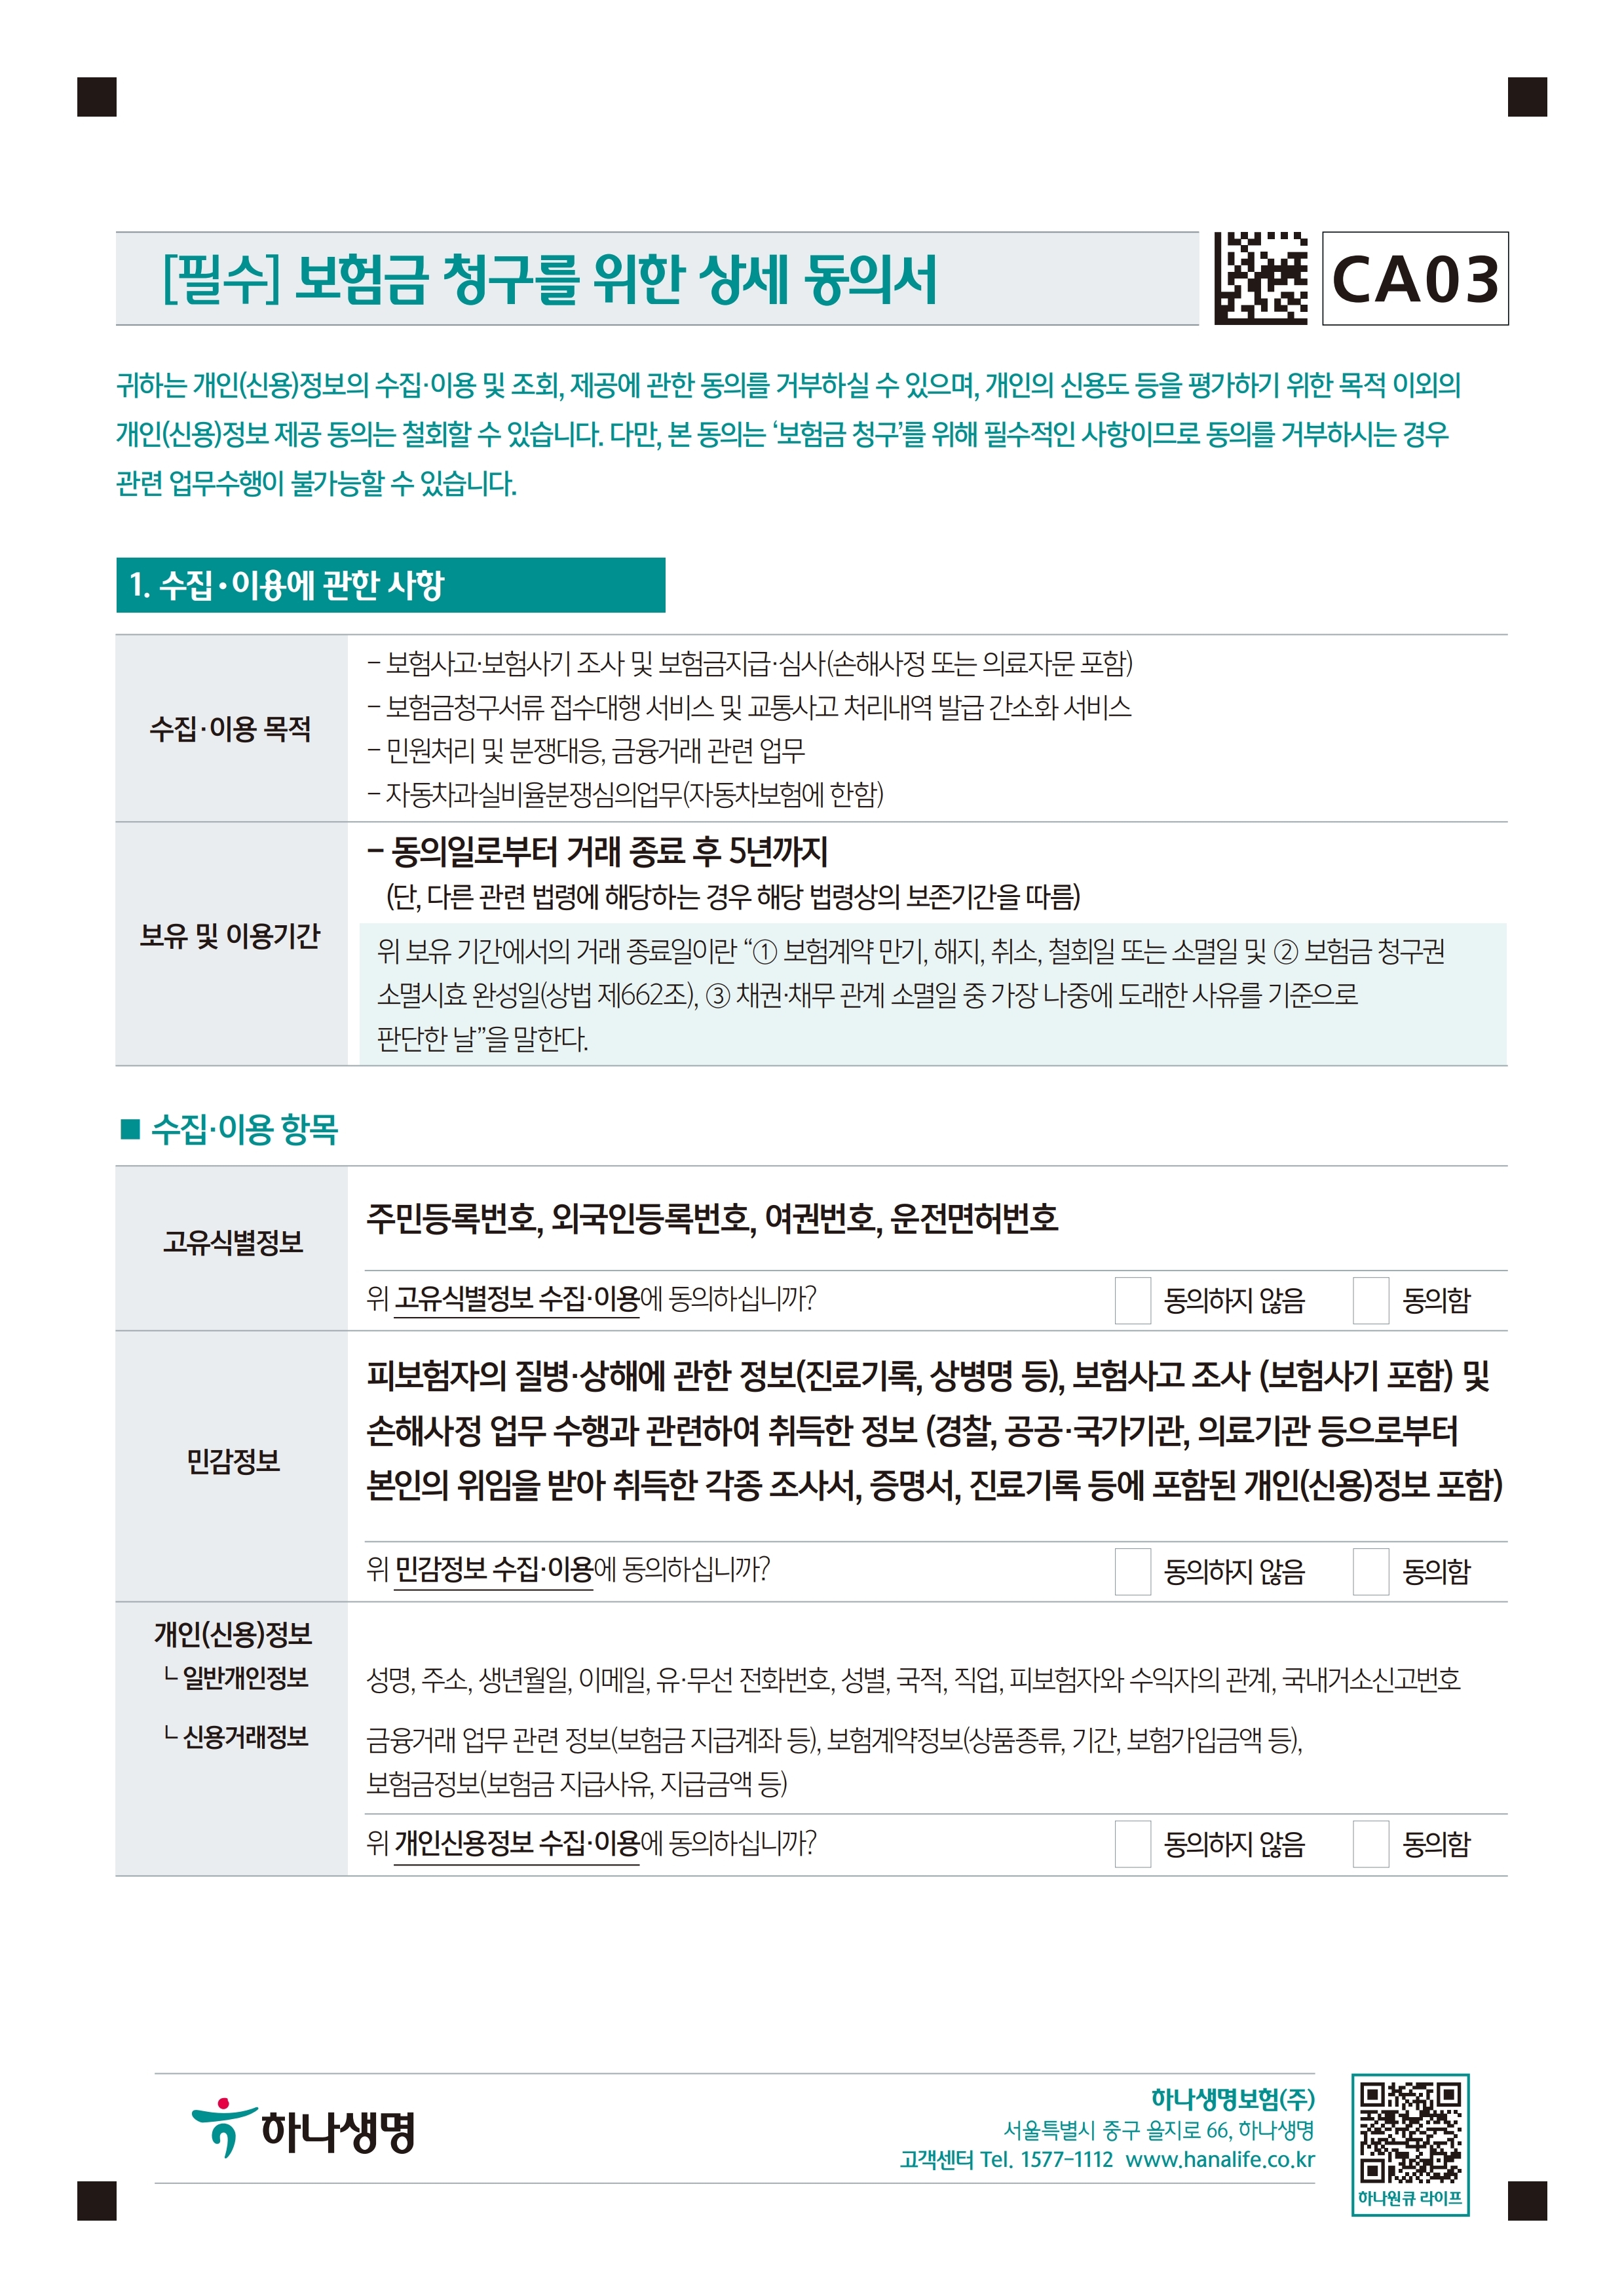 [필수] 보험금 청구를 위한 상세 동의서
CA03
귀하는 개인(신용)정보의 수집·이용 및 조회, 제공에 관한 동의를 거부하실 수 있으며, 개인의 신용도 등을 평가하기 위한 목적 이외의
개인(신용)정보 제공 동의는 철회할 수 있습니다. 다만, 본 동의는 ‘보험금 청구’를 위해 필수적인 사항이므로 동의를 거부하시는 경우
관련 업무수행이 불가능할 수 있습니다.
1. 수집·이용에 관한 사항
수집·이용 목적
- 보험사고·보험사기 조사 및 보험금지급·심사(손해사정 또는 의료자문 포함)
- 보험금청구서류 접수대행 서비스 및 교통사고 처리내역 발급 간소화 서비스
- 민원처리 및 분쟁대응, 금융거래 관련 업무
- 자동차과실비율분쟁심의업무(자동차보험에 한함)
보유 및 이용기간
- 동의일로부터 거래 종료 후 5년까지
(단, 다른 관련 법령에 해당하는 경우 해당 법령상의 보존기간을 따름)
위 보유 기간에서의 거래 종료일이란 “① 보험계약 만기, 해지, 취소, 철회일 또는 소멸일 및 ② 보험금 청구권
소멸시효 완성일(상법 제662조), ③ 채권·채무 관계 소멸일 중 가장 나중에 도래한 사유를 기준으로
판단한 날”을 말한다.
■ 수집·이용 항목
고유식별정보
주민등록번호, 외국인등록번호, 여권번호, 운전면허번호
위 고유식별정보 수집·이용에 동의하십니까? 동의하지 않음 동의함
민감정보
피보험자의 질병·상해에 관한 정보(진료기록, 상병명 등), 보험사고 조사 (보험사기 포함) 및
손해사정 업무 수행과 관련하여 취득한 정보 (경찰, 공공·국가기관, 의료기관 등으로부터
본인의 위임을 받아 취득한 각종 조사서, 증명서, 진료기록 등에 포함된 개인(신용)정보 포함)
위 민감정보 수집·이용에 동의하십니까? 동의하지 않음 동의함
개인(신용)정보
└ 일반개인정보 성명, 주소, 생년월일, 이메일, 유·무선 전화번호, 성별, 국적, 직업, 피보험자와 수익자의 관계, 국내거소신고번호
└ 신용거래정보 금융거래 업무 관련 정보(보험금 지급계좌 등), 보험계약정보(상품종류, 기간, 보험가입금액 등),
보험금정보(보험금 지급사유, 지급금액 등)
위 개인신용정보 수집·이용에 동의하십니까? 동의하지 않음 동의함
하나생명
하나생명보험(주)
서울특별시 중구 을지로 66, 하나생명
고객센터 Tel. 1577-1112 www.hanalife.co.kr
하나원큐 라이프